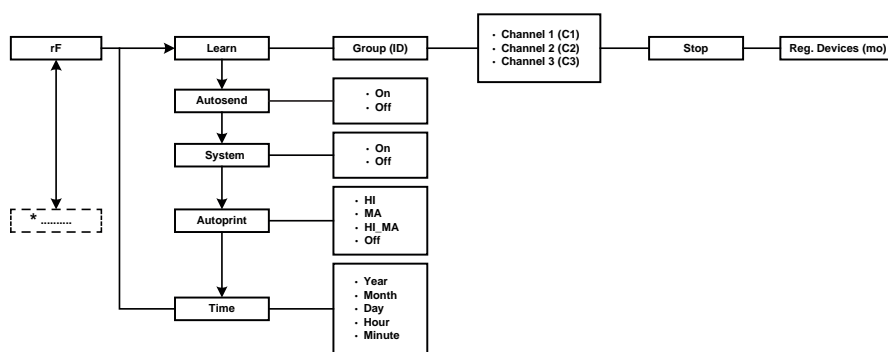 rF
Learn
Group (ID)
· Channel 1 (C1)
· Channel 2 (C2)
· Channel 3 (C3)
Stop
Reg. Devices (mo)
Autosend
· On
· Off
System
· On
· Off
* ..........
Autoprint
· HI
· MA
· HI_MA
· Off
Time
· Year
· Month
· Day
· Hour
· Minute